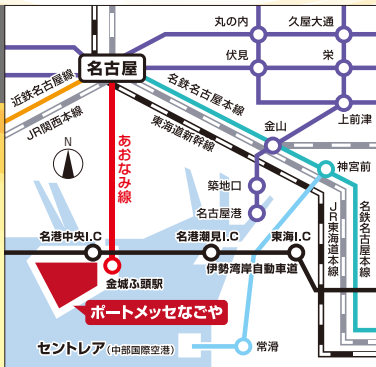 丸の内
久屋大通
伏見
栄
名古屋
近鉄名古屋線
名鉄名古屋本線
上前津
JR関西本線
東海道新幹線
金山
あおなみ線
N
神宮前
築地口
名古屋港
JR東海道本線
名鉄名古屋本線
名港中央I.C
名港潮見I.C
東海I.C
伊勢湾岸自動車道
金城ふ頭駅
ポートメッセなごや
セントレア(中部国際空港)
常滑